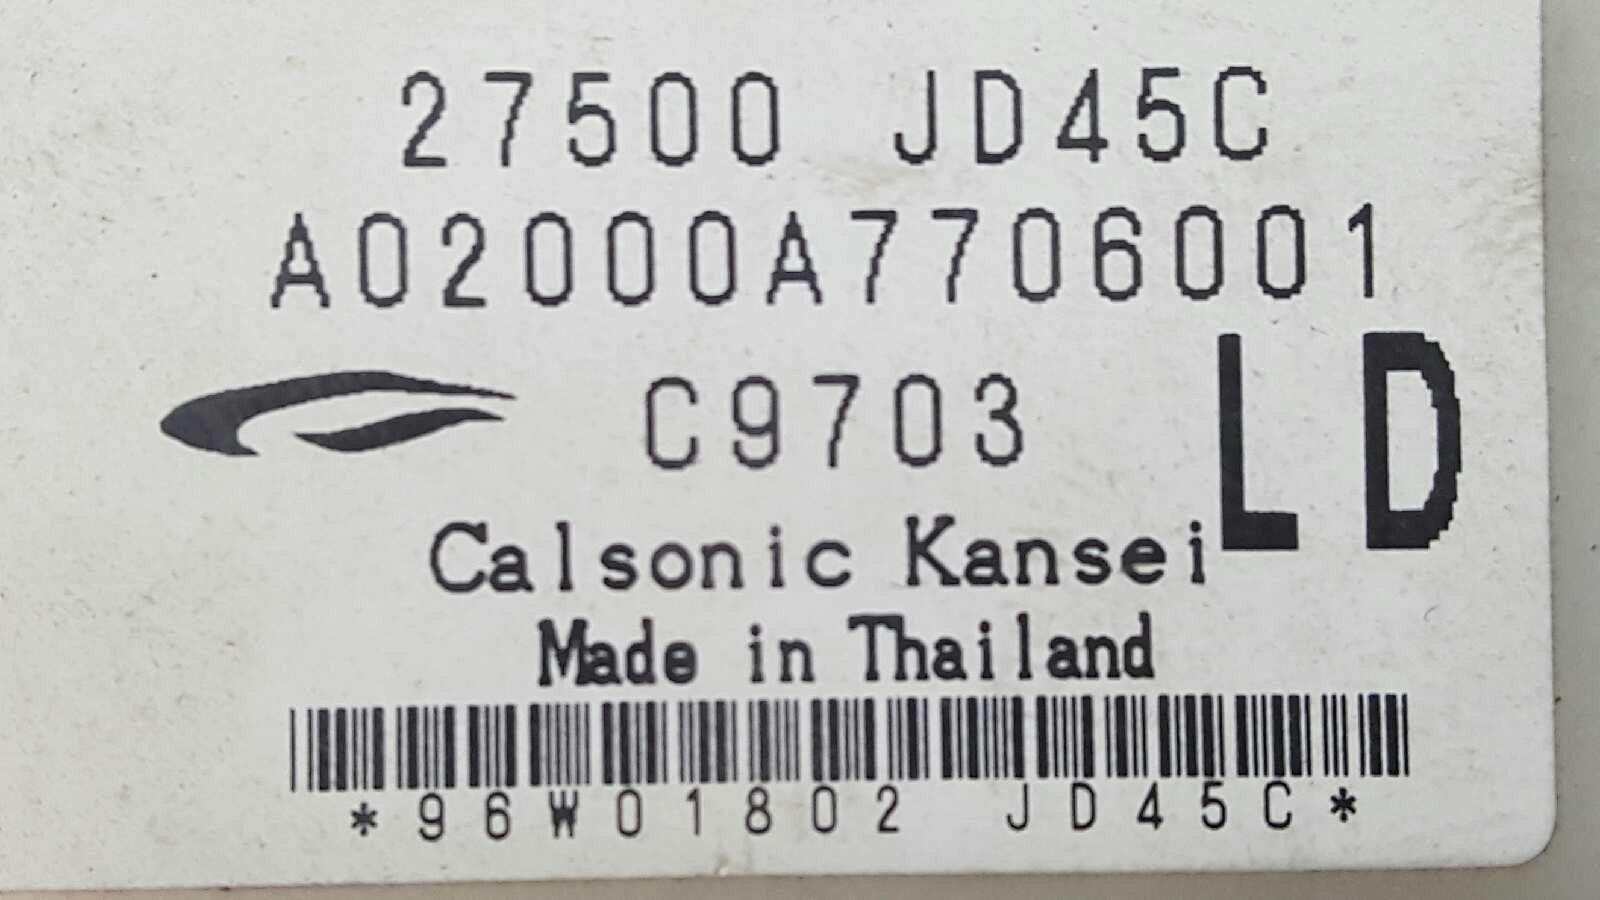 27500 JD45C
A02000A7706001
C9703
LD
Calsonic Kansei
Made in Thailand
*96W01802 JD45C*